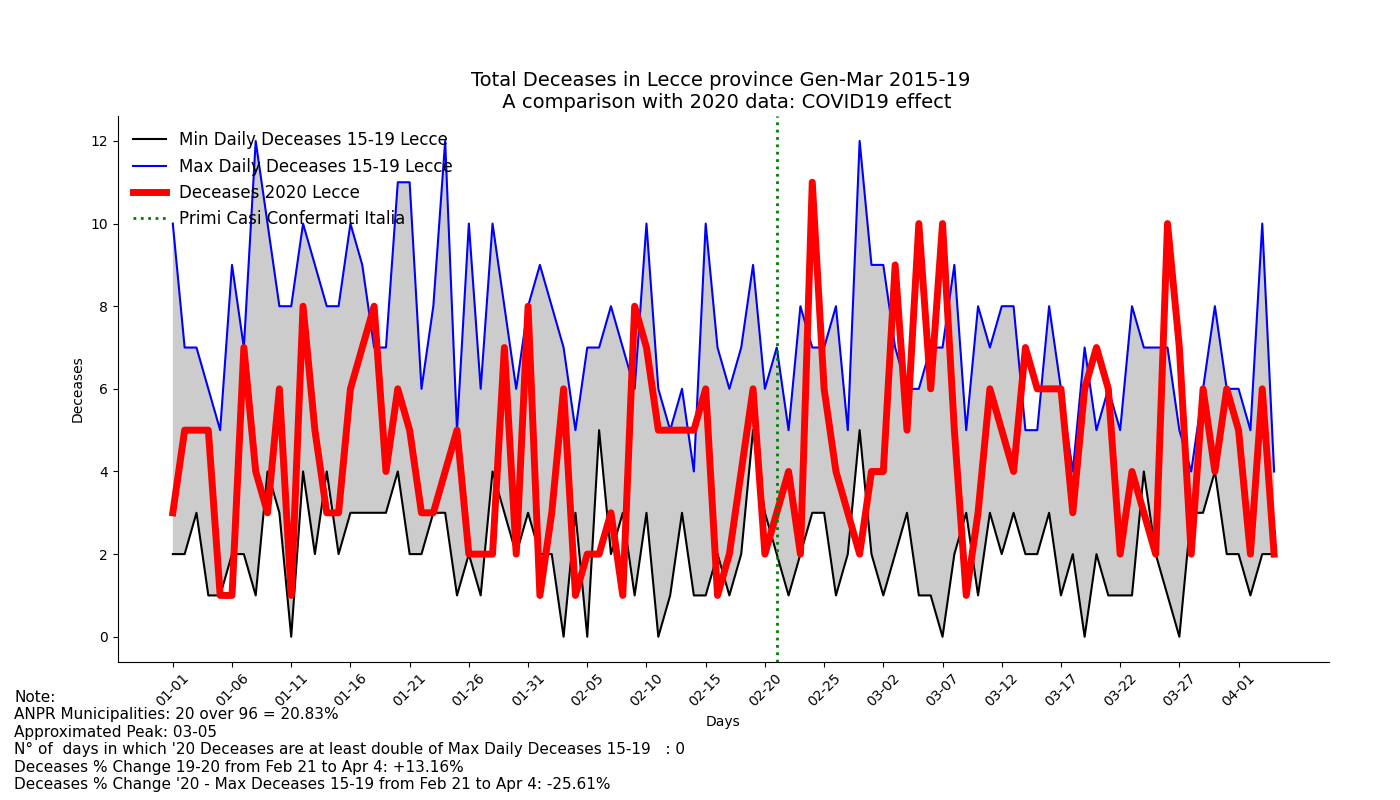 Total Deceases in Lecce province Gen-Mar 2015-19
A comparison with 2020 data: COVID19 effect
Min Daily Deceases 15-19 Lecce
Max Daily Deceases 15-19 Lecce
Deceases 2020 Lecce
Primi Casi Confermati Italia
12
10
8
6
4
2
0
Deceases
01-01 01-06 01-11 01-16 01-21 01-26 01-31 02-05 02-10 02-15 02-20 02-25 03-02 03-07 03-12 03-17 03-22 03-27 04-01
Days
Note:
ANPR Municipalities: 20 over 96 = 20.83%
Approximated Peak: 03-05
N° of  days in which '20 Deceases are at least double of Max Daily Deceases 15-19   : 0
Deceases % Change 19-20 from Feb 21 to Apr 4: +13.16%
Deceases % Change '20 - Max Deceases 15-19 from Feb 21 to Apr 4: -25.61%